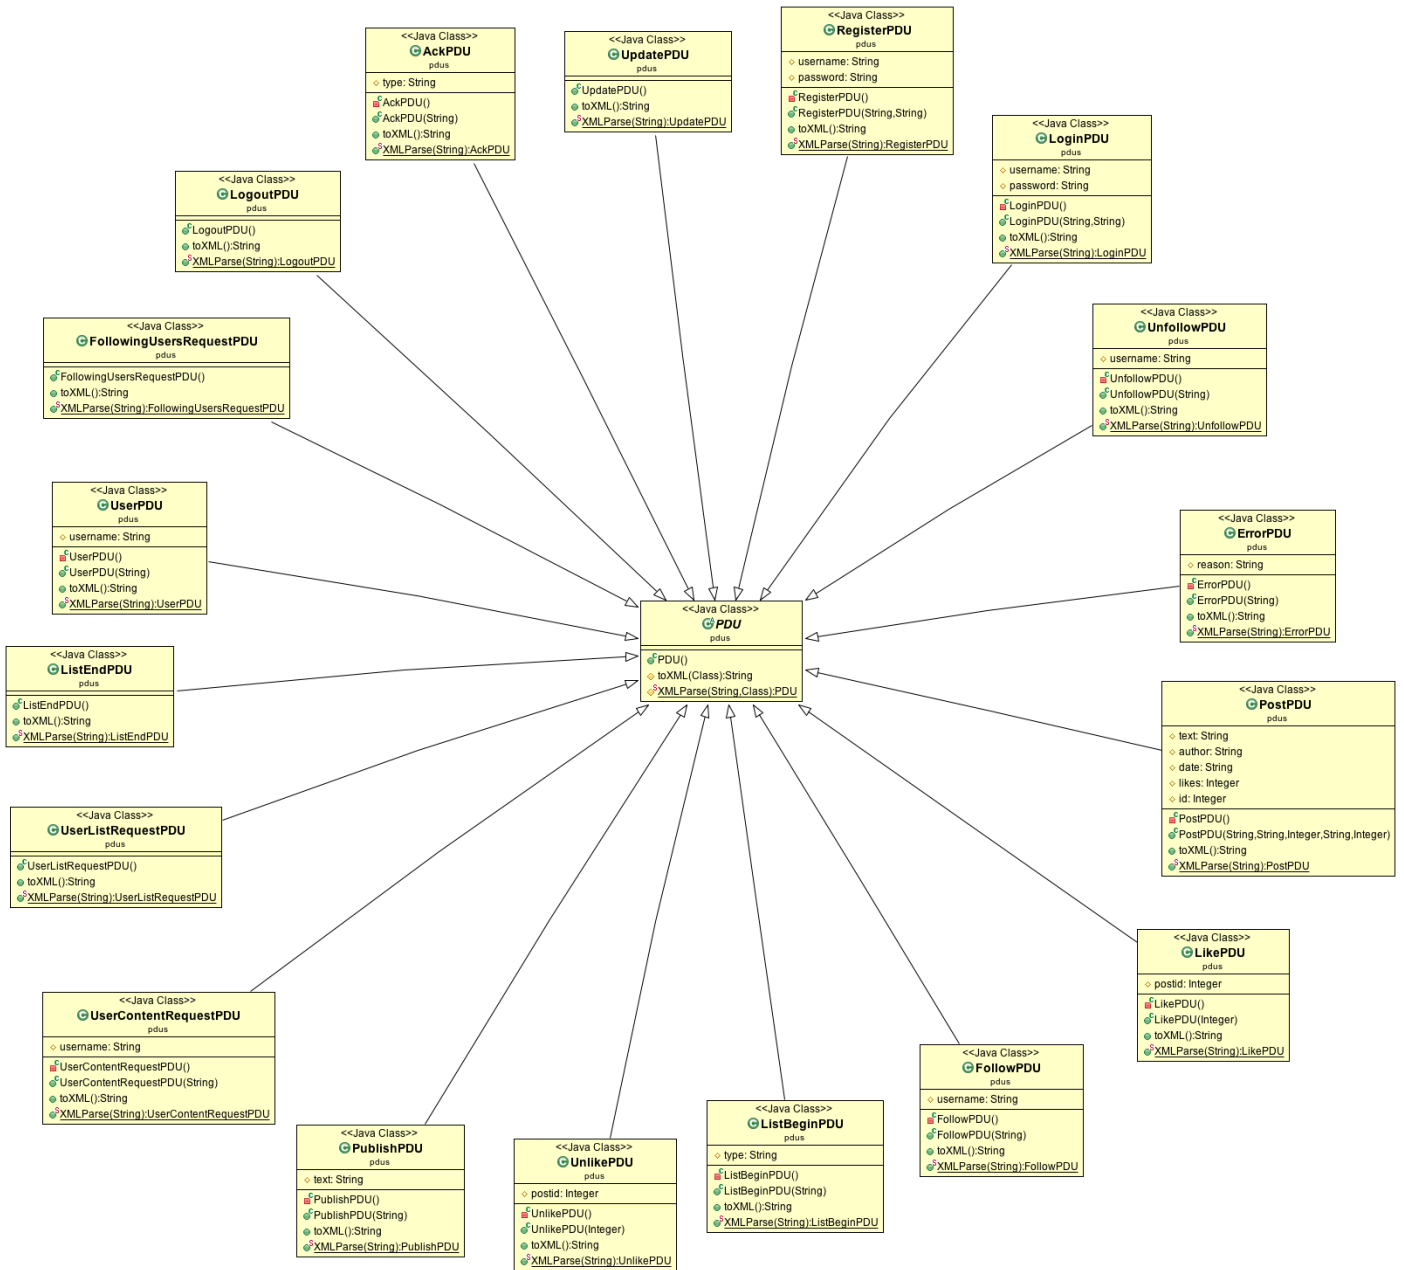 <<Java Class>>
RegisterPDU
pdus
username: String
password: String
RegisterPDU()
RegisterPDU(String,String)
toXML():String
XMLParse(String):RegisterPDU
<<Java Class>>
AckPDU
pdus
type: String
AckPDU()
AckPDU(String)
toXML():String
XMLParse(String):AckPDU
<<Java Class>>
UpdatePDU
pdus
UpdatePDU()
toXML():String
XMLParse(String):UpdatePDU
<<Java Class>>
LoginPDU
pdus
username: String
password: String
LoginPDU()
LoginPDU(String,String)
toXML():String
XMLParse(String):LoginPDU
<<Java Class>>
LogoutPDU
pdus
LogoutPDU()
toXML():String
XMLParse(String):LogoutPDU
<<Java Class>>
UnfollowPDU
pdus
username: String
UnfollowPDU()
UnfollowPDU(String)
toXML():String
XMLParse(String):UnfollowPDU
<<Java Class>>
FollowingUsersRequestPDU
pdus
FollowingUsersRequestPDU()
toXML():String
XMLParse(String):FollowingUsersRequestPDU
<<Java Class>>
UserPDU
pdus
username: String
UserPDU()
UserPDU(String)
toXML():String
XMLParse(String):UserPDU
<<Java Class>>
ErrorPDU
pdus
reason: String
ErrorPDU()
ErrorPDU(String)
toXML():String
XMLParse(String):ErrorPDU
<<Java Class>>
PDU
pdus
PDU()
toXML(Class):String
XMLParse(String,Class):PDU
<<Java Class>>
ListEndPDU
pdus
ListEndPDU()
toXML():String
XMLParse(String):ListEndPDU
<<Java Class>>
PostPDU
pdus
text: String
author: String
date: String
likes: Integer
id: Integer
PostPDU()
PostPDU(String,String,Integer,String,Integer)
toXML():String
XMLParse(String):PostPDU
<<Java Class>>
UserListRequestPDU
pdus
UserListRequestPDU()
toXML():String
XMLParse(String):UserListRequestPDU
<<Java Class>>
LikePDU
pdus
postid: Integer
LikePDU()
LikePDU(Integer)
toXML():String
XMLParse(String):LikePDU
<<Java Class>>
UserContentRequestPDU
pdus
username: String
UserContentRequestPDU()
UserContentRequestPDU(String)
toXML():String
XMLParse(String):UserContentRequestPDU
<<Java Class>>
FollowPDU
pdus
username: String
FollowPDU()
FollowPDU(String)
toXML():String
XMLParse(String):FollowPDU
<<Java Class>>
ListBeginPDU
pdus
type: String
ListBeginPDU()
ListBeginPDU(String)
toXML():String
XMLParse(String):ListBeginPDU
<<Java Class>>
PublishPDU
pdus
text: String
PublishPDU()
PublishPDU(String)
toXML():String
XMLParse(String):PublishPDU
<<Java Class>>
UnlikePDU
pdus
postid: Integer
UnlikePDU()
UnlikePDU(Integer)
toXML():String
XMLParse(String):UnlikePDU